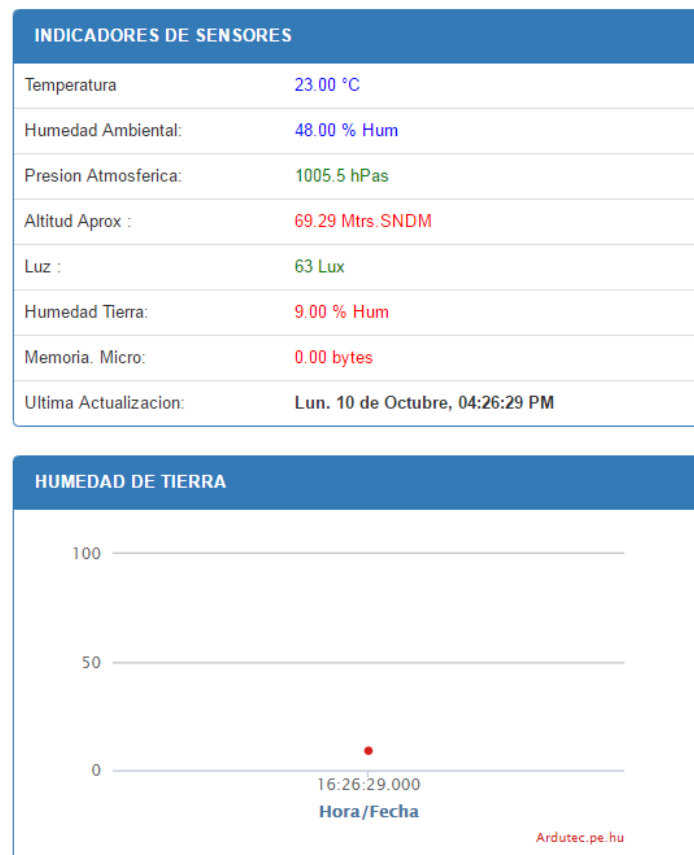 INDICADORES DE SENSORES
Temperatura 23.00 °C
Humedad Ambiental: 48.00 % Hum
Presion Atmosferica: 1005.5 hPas
Altitud Aprox : 69.29 Mtrs.SNDM
Luz : 63 Lux
Humedad Tierra: 9.00 % Hum
Memoria. Micro: 0.00 bytes
Ultima Actualizacion: Lun. 10 de Octubre, 04:26:29 PM
HUMEDAD DE TIERRA
100
50
0
16:26:29.000
Hora/Fecha
Ardutec.pe.hu